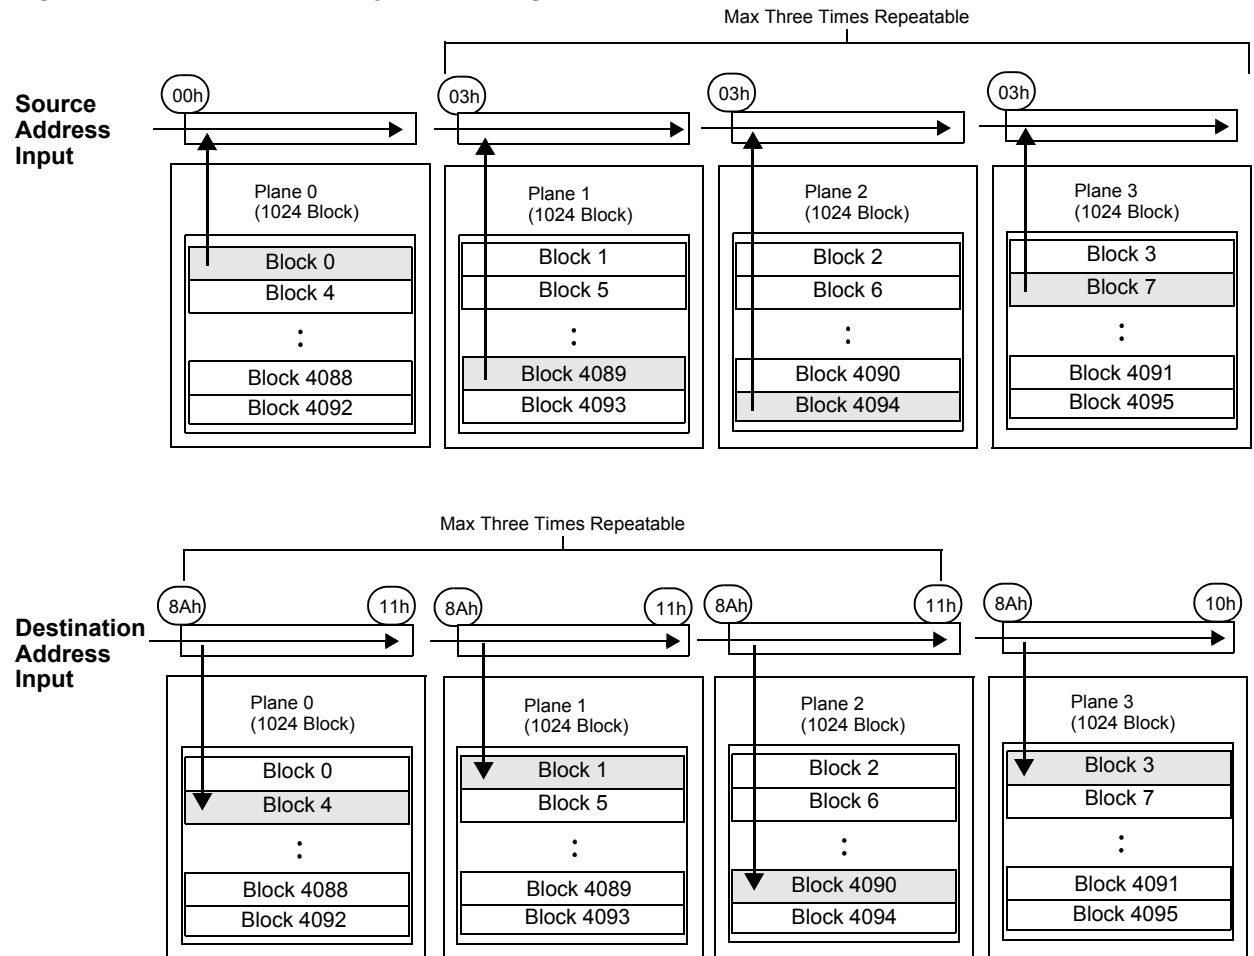 Max Three Times Repeatable
00h
03h
03h
03h
Source
Address
Input
Plane 0
(1024 Block)
Block 0
Block 4
:
Block 4088
Block 4092
Plane 1
(1024 Block)
Block 1
Block 5
:
Block 4089
Block 4093
Plane 2
(1024 Block)
Block 2
Block 6
:
Block 4090
Block 4094
Plane 3
(1024 Block)
Block 3
Block 7
:
Block 4091
Block 4095
Max Three Times Repeatable
8Ah
11h
8Ah
11h
8Ah
11h
8Ah
10h
Destination
Address
Input
Plane 0
(1024 Block)
Block 0
Block 4
:
Block 4088
Block 4092
Plane 1
(1024 Block)
Block 1
Block 5
:
Block 4089
Block 4093
Plane 2
(1024 Block)
Block 2
Block 6
:
Block 4090
Block 4094
Plane 3
(1024 Block)
Block 3
Block 7
:
Block 4091
Block 4095